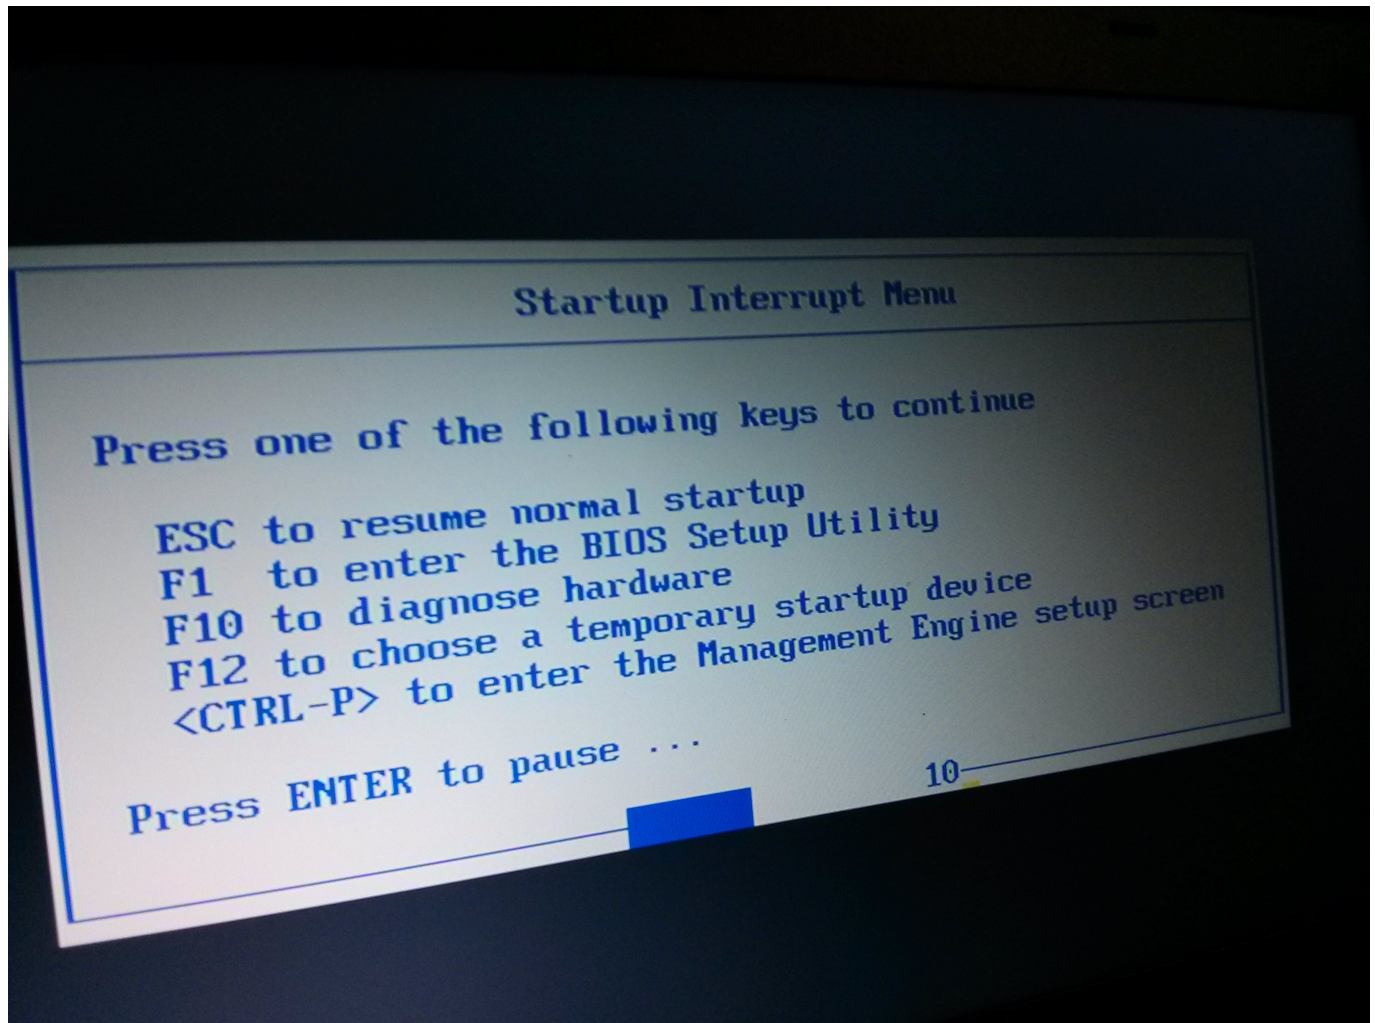 Startup Interrupt Menu
Press one of the following keys to continue
ESC to resume normal startup
F1 to enter the BIOS Setup Utility
F10 to diagnose hardware
F12 to choose a temporary startup device
<CTRL-P> to enter the Management Engine setup screen
Press ENTER to pause ...
10